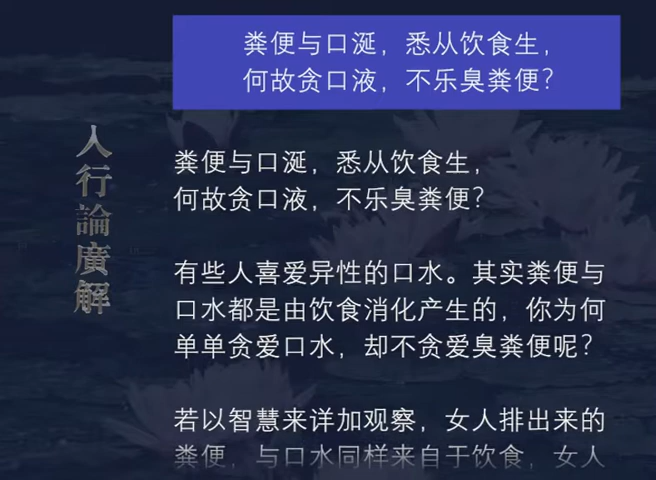 粪便与口涎，悉从饮食生，
何故贪口液，不乐臭粪便？
入行論廣解
粪便与口涎，悉从饮食生，
何故贪口液，不乐臭粪便？
有些人喜爱异性的口水。其实粪便与
口水都是由饮食消化产生的，你为何
单单贪爱口水，却不贪爱臭粪便呢？
若以智慧来详加观察，女人排出来的
粪便，与口水同样来自于饮食，女人